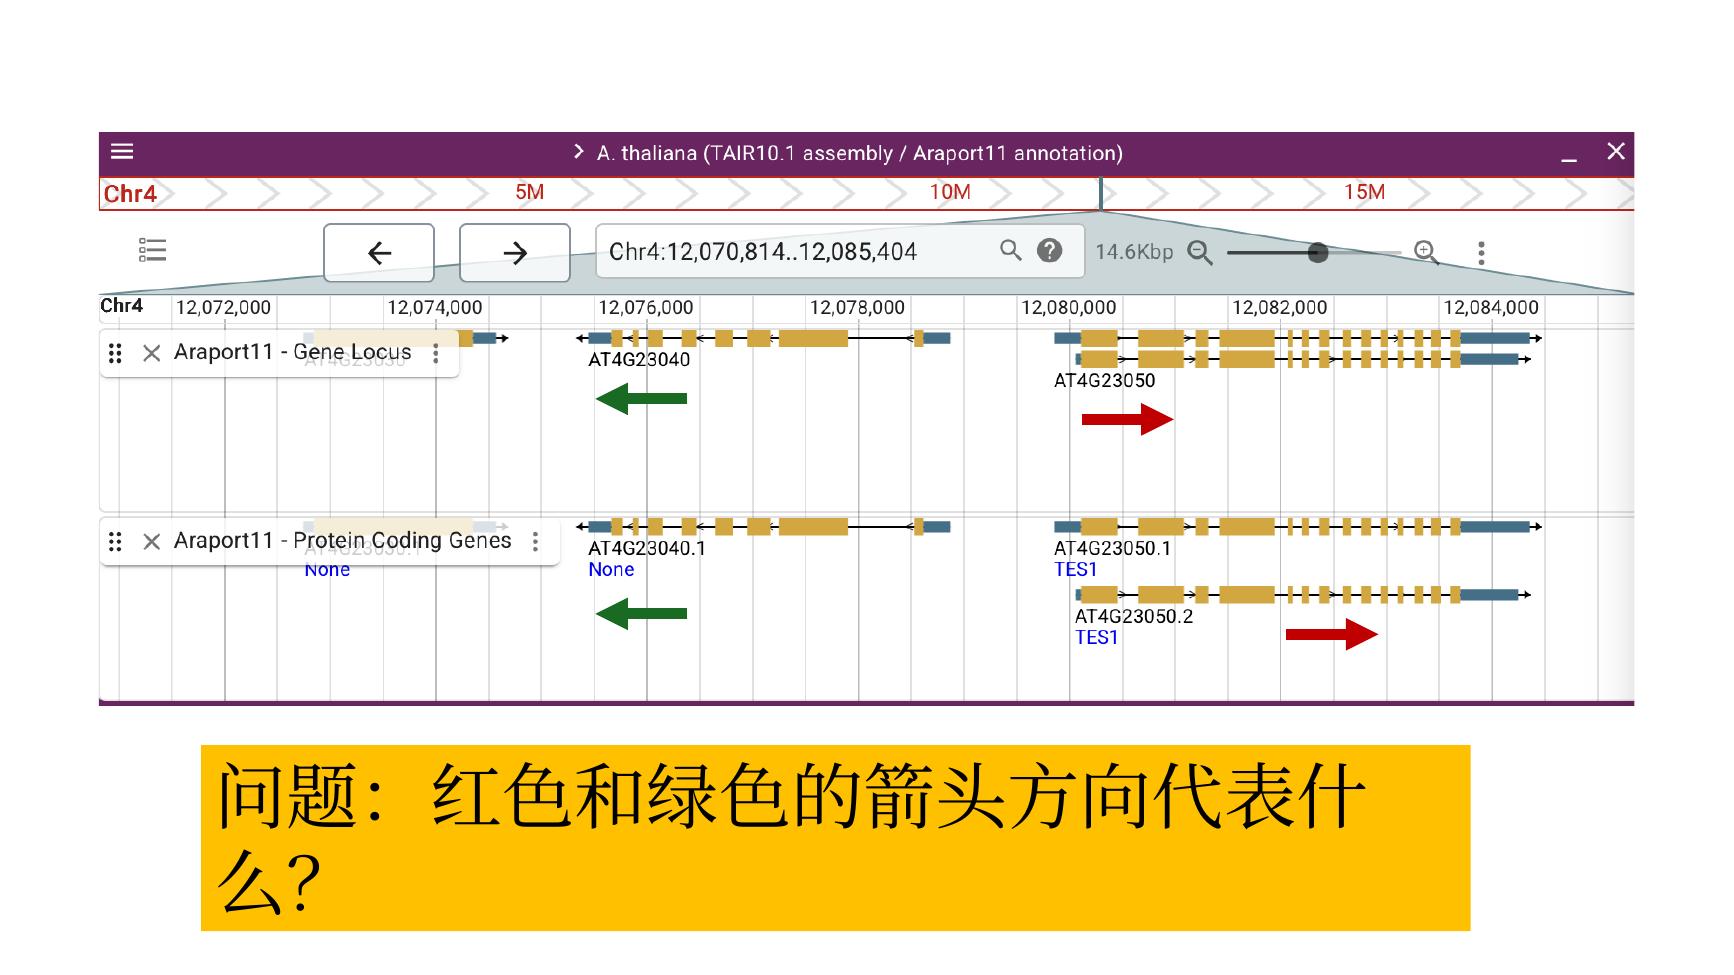 A. thaliana (TAIR10.1 assembly / Araport11 annotation)
Chr4 5M 10M 15M
Chr4:12,070,814..12,085,404 14.6Kbp
Chr4 12,072,000 12,074,000 12,076,000 12,078,000 12,080,000 12,082,000 12,084,000
Araport11 - Gene Locus
AT4G23040
AT4G23050
Araport11 - Protein Coding Genes
AT4G23040.1
AT4G23050.1
None
None
TES1
AT4G23050.2
TES1
问题：红色和绿色的箭头方向代表什
么?